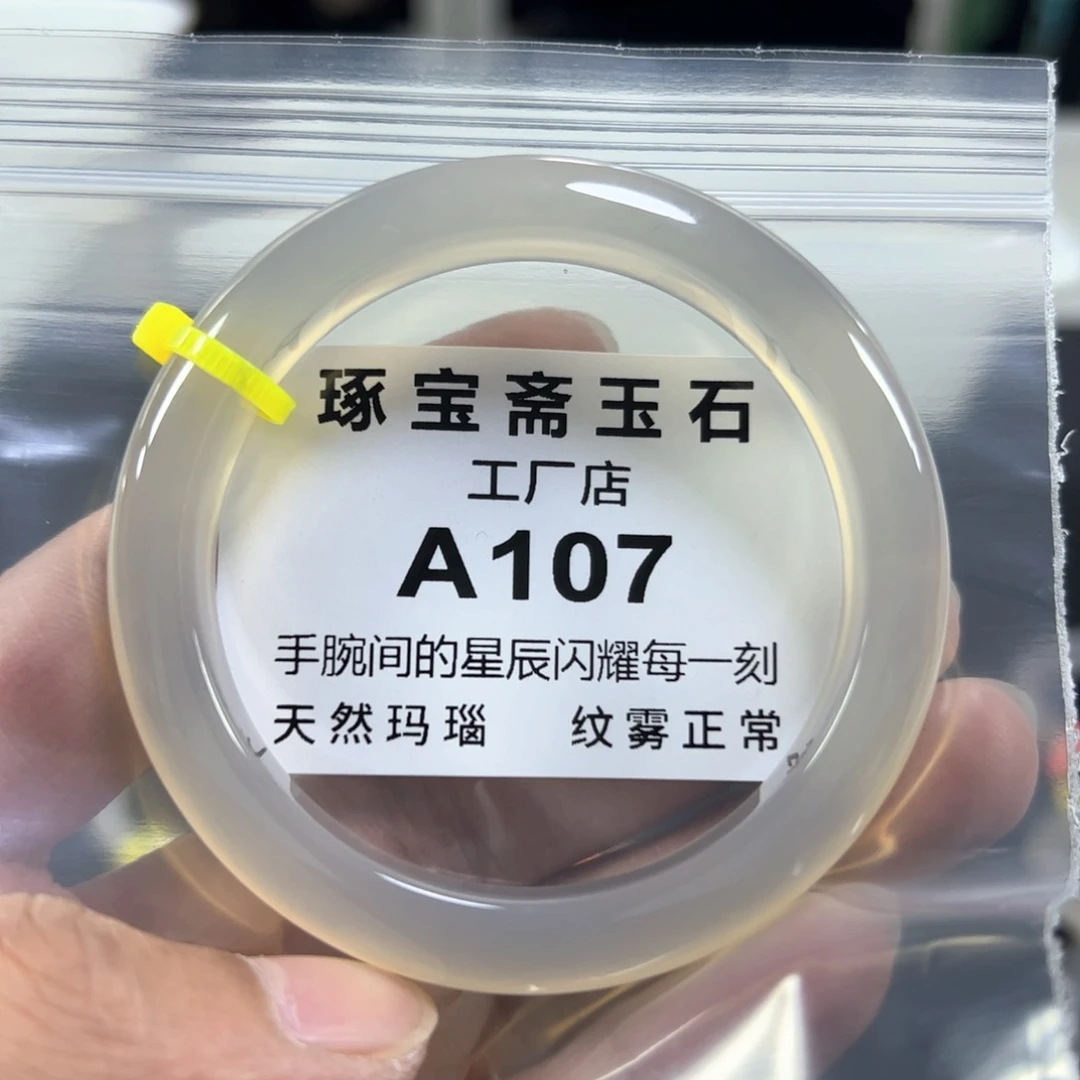 琢宝斋玉石
工厂店
A107
手腕间的星辰闪耀每一刻
天然玛瑙 纹雾正常